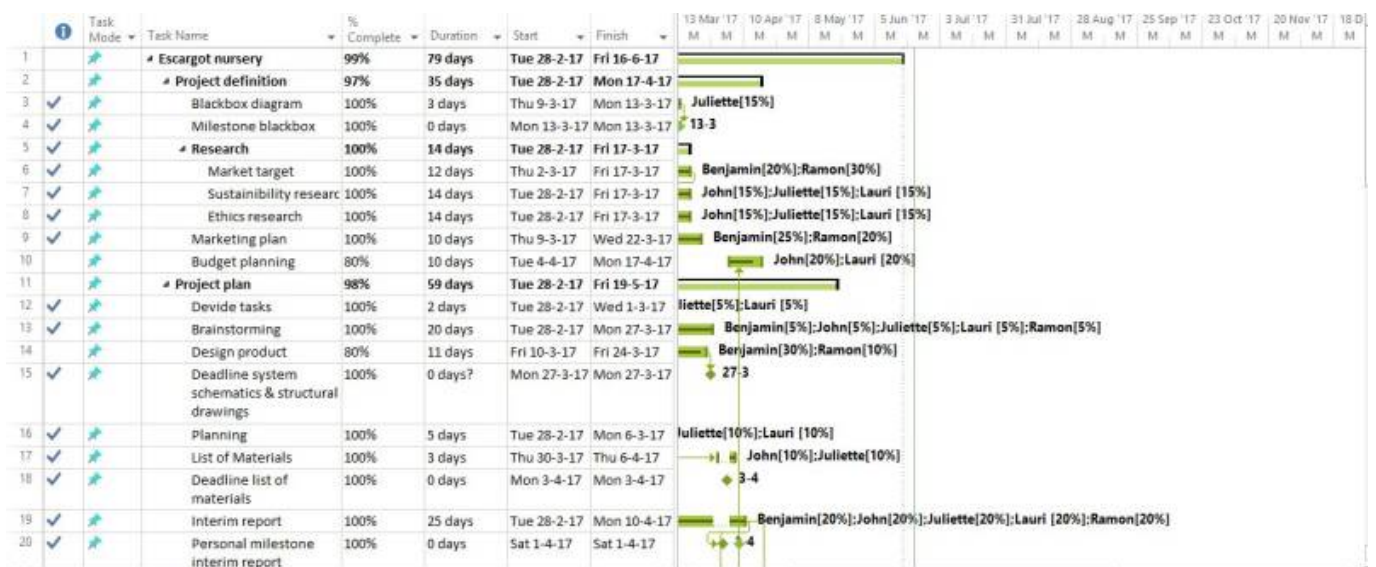 Task 13 Mar '17 10 Apr '17 8 May '17 5 Jun '17 3 Jul '17 31 Jul '17 28 Aug '17 25 Sep '17 23 Oct '17 20 Nov '17 18 D
Mode Task Name % Complete Duration Start Finish M M M M M M M M M M M M M M M M M M M
1 Escargot nursery 99% 79 days Tue 28-2-17 Fri 16-6-17
2 Project definition 97% 35 days Tue 28-2-17 Mon 17-4-17
3 Blackbox diagram 100% 3 days Thu 9-3-17 Mon 13-3-17 Juliette[15%]
4 Milestone blackbox 100% 0 days Mon 13-3-17 Mon 13-3-17 13-3
5 Research 100% 14 days Tue 28-2-17 Fri 17-3-17
6 Market target 100% 12 days Thu 2-3-17 Fri 17-3-17 Benjamin[20%];Ramon[30%]
7 Sustainibility researc 100% 14 days Tue 28-2-17 Fri 17-3-17 John[15%];Juliette[15%];Lauri [15%]
8 Ethics research 100% 14 days Tue 28-2-17 Fri 17-3-17 John[15%];Juliette[15%];Lauri [15%]
9 Marketing plan 100% 10 days Thu 9-3-17 Wed 22-3-17 Benjamin[25%];Ramon[20%]
10 Budget planning 80% 10 days Tue 4-4-17 Mon 17-4-17 John[20%];Lauri [20%]
11 Project plan 98% 59 days Tue 28-2-17 Fri 19-5-17
12 Devide tasks 100% 2 days Tue 28-2-17 Wed 1-3-17 liette[5%];Lauri [5%]
13 Brainstorming 100% 20 days Tue 28-2-17 Mon 27-3-17 Benjamin[5%];John[5%];Juliette[5%];Lauri [5%];Ramon[5%]
14 Design product 80% 11 days Fri 10-3-17 Fri 24-3-17 Benjamin[30%];Ramon[10%]
15 Deadline system 100% 0 days? Mon 27-3-17 Mon 27-3-17 27-3
schematics & structural
drawings
16 Planning 100% 5 days Tue 28-2-17 Mon 6-3-17 Juliette[10%];Lauri [10%]
17 List of Materials 100% 3 days Thu 30-3-17 Thu 6-4-17 John[10%];Juliette[10%]
18 Deadline list of 100% 0 days Mon 3-4-17 Mon 3-4-17 3-4
materials
19 Interim report 100% 25 days Tue 28-2-17 Mon 10-4-17 Benjamin[20%];John[20%];Juliette[20%];Lauri [20%];Ramon[20%]
20 Personal milestone 100% 0 days Sat 1-4-17 Sat 1-4-17
interim report